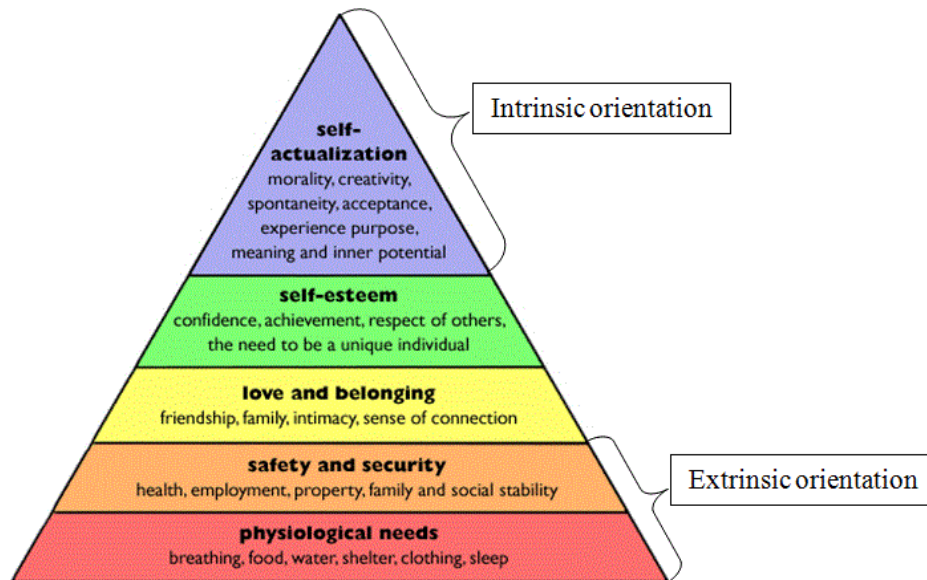 Intrinsic orientation
self-
actualization
morality, creativity,
spontaneity, acceptance,
experience purpose,
meaning and inner potential
self-esteem
confidence, achievement, respect of others,
the need to be a unique individual
love and belonging
friendship, family, intimacy, sense of connection
safety and security
health, employment, property, family and social stability
Extrinsic orientation
physiological needs
breathing, food, water, shelter, clothing, sleep